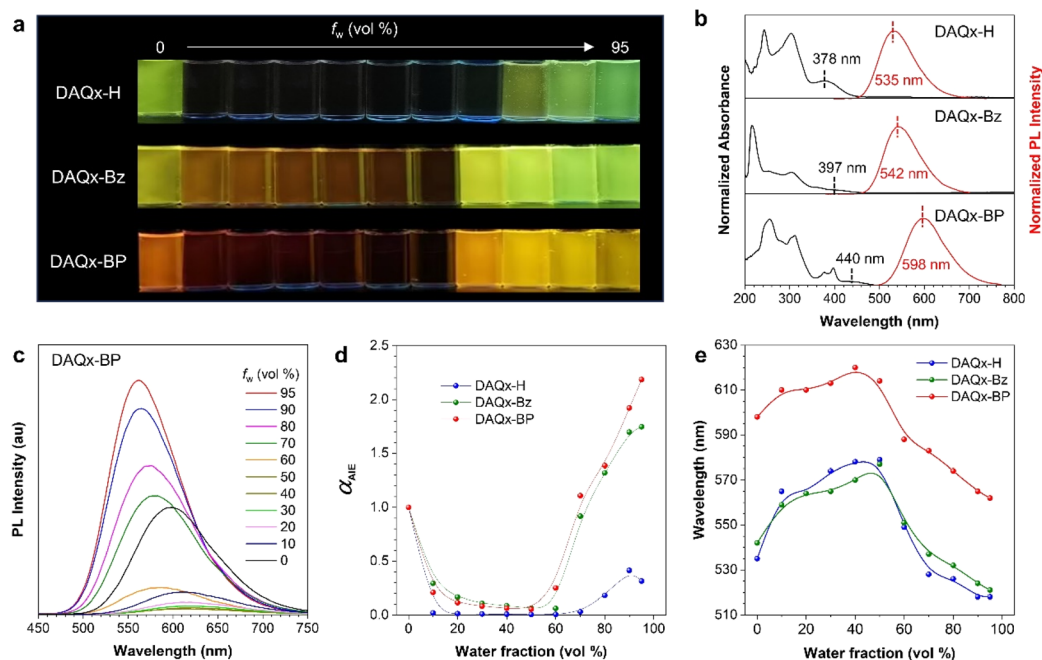 a
f_w (vol %)
0 95
DAQx-H
DAQx-Bz
DAQx-BP
b
Normalized Absorbance
Normalized PL Intensity
DAQx-H
378 nm
535 nm
DAQx-Bz
397 nm
542 nm
DAQx-BP
440 nm
598 nm
200 300 400 500 600 700 800
Wavelength (nm)
c
DAQx-BP
f_w (vol %)
95
90
80
70
60
50
40
30
20
10
0
PL Intensity (au)
450 500 550 600 650 700 750
Wavelength (nm)
d
2.5
2.0
1.5
1.0
0.5
0.0
α_AIE
DAQx-H
DAQx-Bz
DAQx-BP
0 20 40 60 80 100
Water fraction (vol %)
e
630
610
590
570
550
530
510
Wavelength (nm)
DAQx-H
DAQx-Bz
DAQx-BP
0 20 40 60 80 100
Water fraction (vol %)